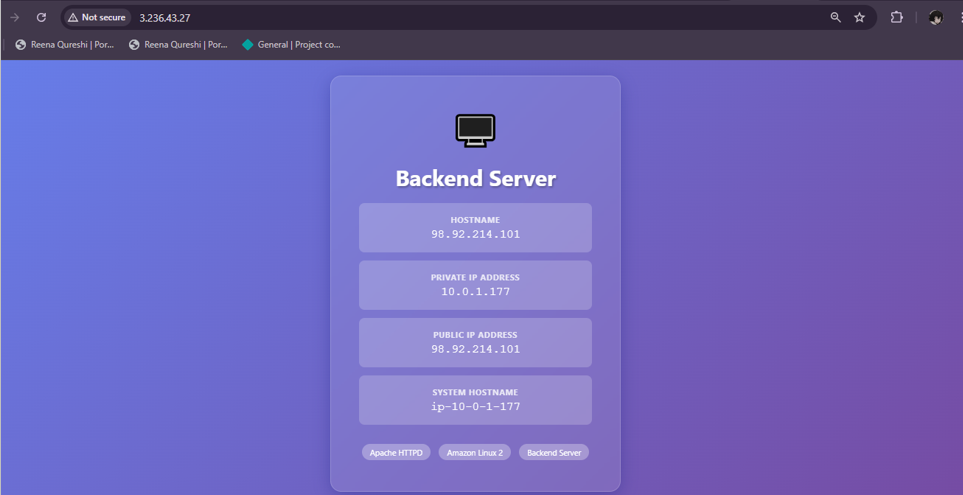 Not secure
3.236.43.27
Reena Qureshi | Por...
Reena Qureshi | Por...
General | Project co...
Backend Server
HOSTNAME
98.92.214.101
PRIVATE IP ADDRESS
10.0.1.177
PUBLIC IP ADDRESS
98.92.214.101
SYSTEM HOSTNAME
ip-10-0-1-177
Apache HTTPD
Amazon Linux 2
Backend Server